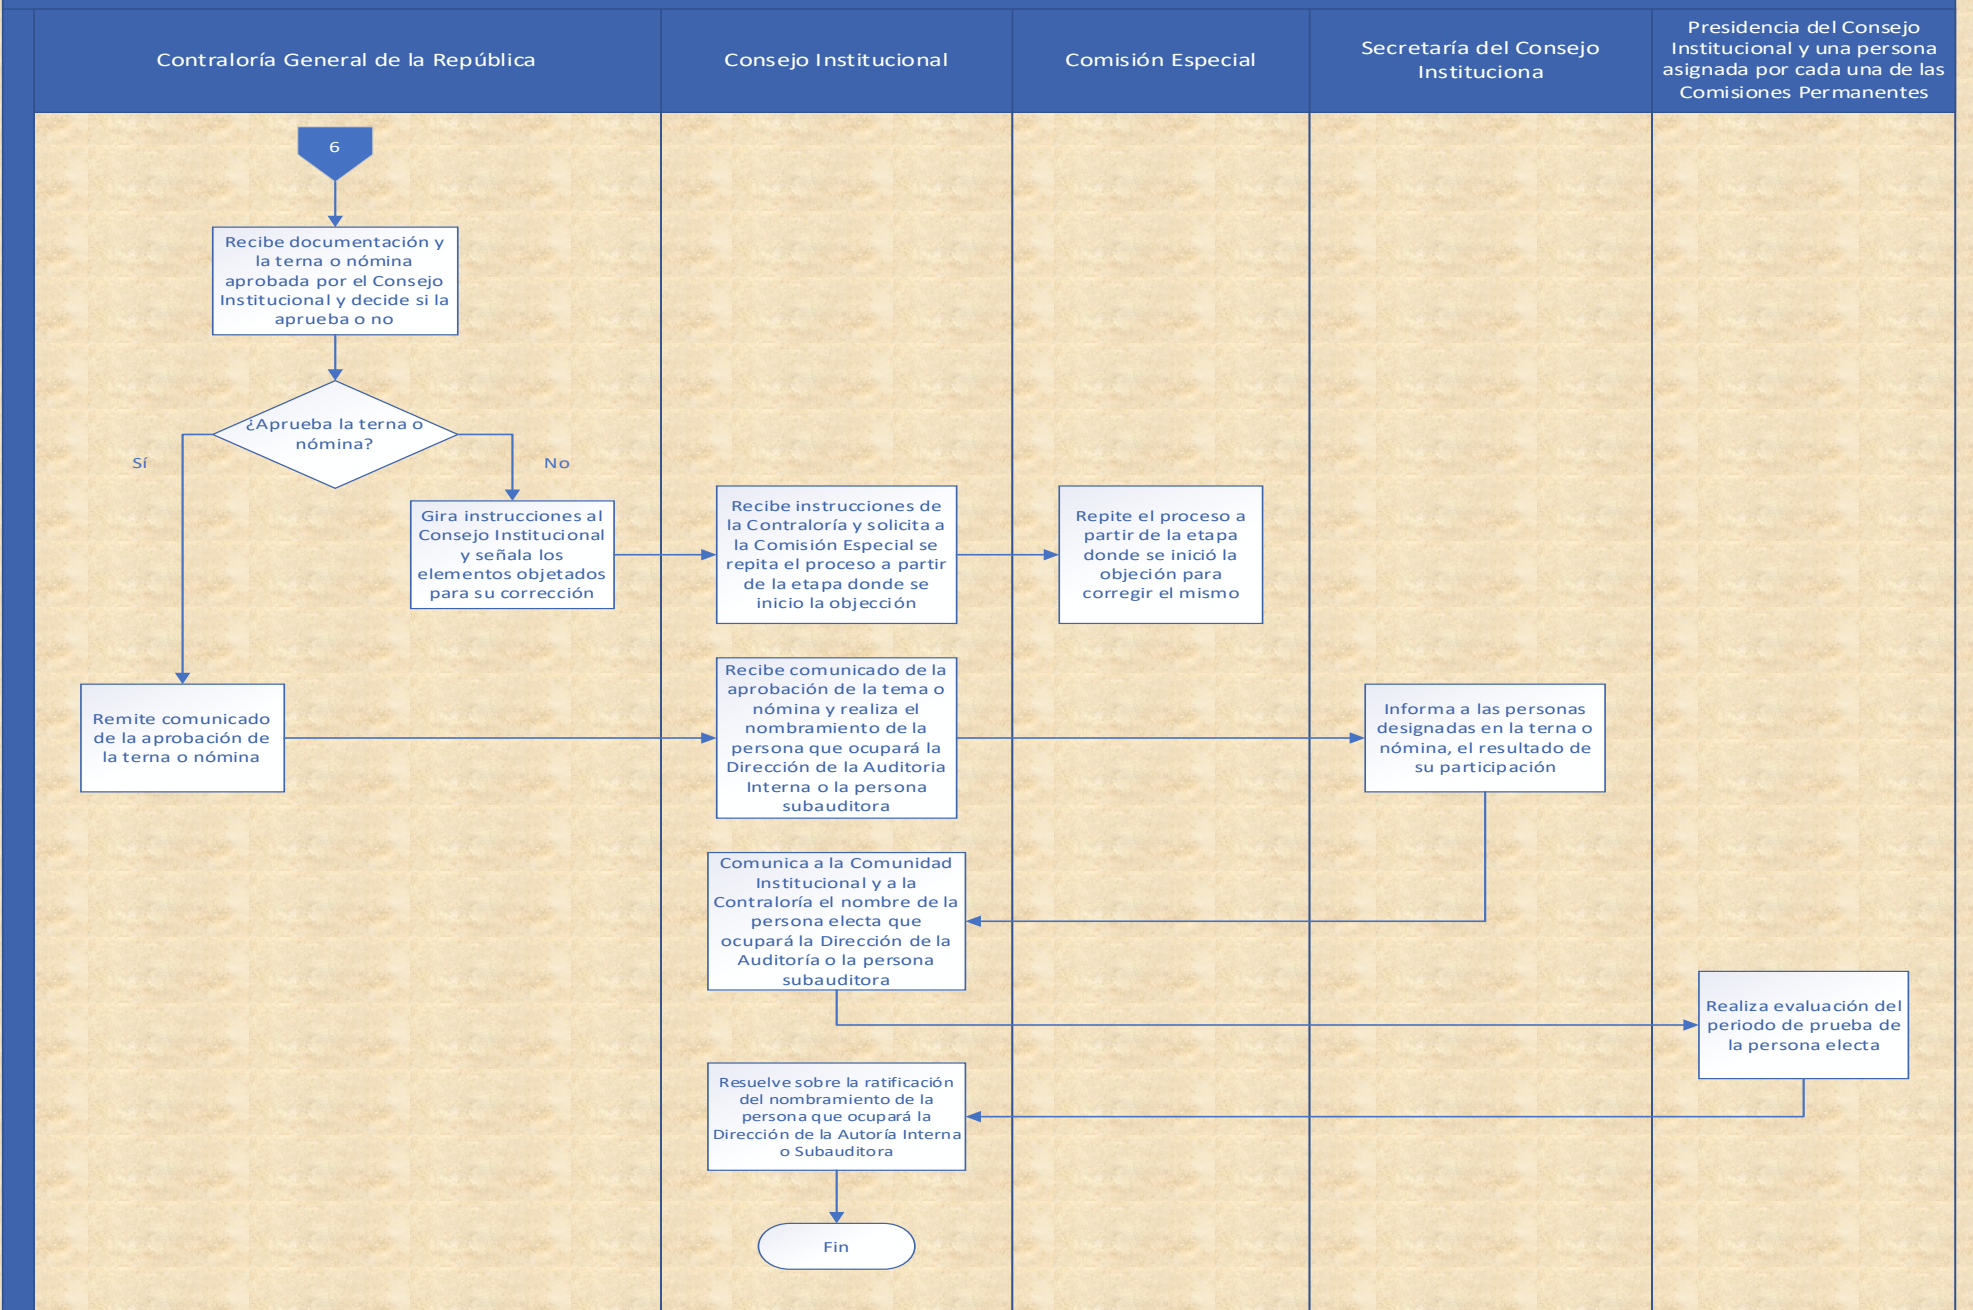 Contraloría General de la República
Consejo Institucional
Comisión Especial
Secretaría del Consejo
Instituciona
Presidencia del Consejo
Institucional y una persona
asignada por cada una de las
Comisiones Permanentes
6
Recibe documentación y
la terna o nómina
aprobada por el Consejo
Institucional y decide si la
aprueba o no
¿Aprueba la terna o
nómina?
Sí
No
Gira instrucciones al
Consejo Institucional
y señala los
elementos objetados
para su corrección
Recibe instrucciones de
la Contraloría y solicita a
la Comisión Especial se
repita el proceso a partir
de la etapa donde se
inicio la objección
Repite el proceso a
partir de la etapa
donde se inició la
objeción para
corregir el mismo
Remite comunicado
de la aprobación de
la terna o nómina
Recibe comunicado de la
aprobación de la tema o
nómina y realiza el
nombramiento de la
persona que ocupará la
Dirección de la Auditoria
Interna o la persona
subauditora
Informa a las personas
designadas en la terna o
nómina, el resultado de
su participación
Comunica a la Comunidad
Institucional y a la
Contraloría el nombre de la
persona electa que
ocupará la Dirección de la
Auditoría o la persona
subauditora
Realiza evaluación del
periodo de prueba de
la persona electa
Resuelve sobre la ratificación
del nombramiento de la
persona que ocupará la
Dirección de la Autoría Interna
o Subauditora
Fin